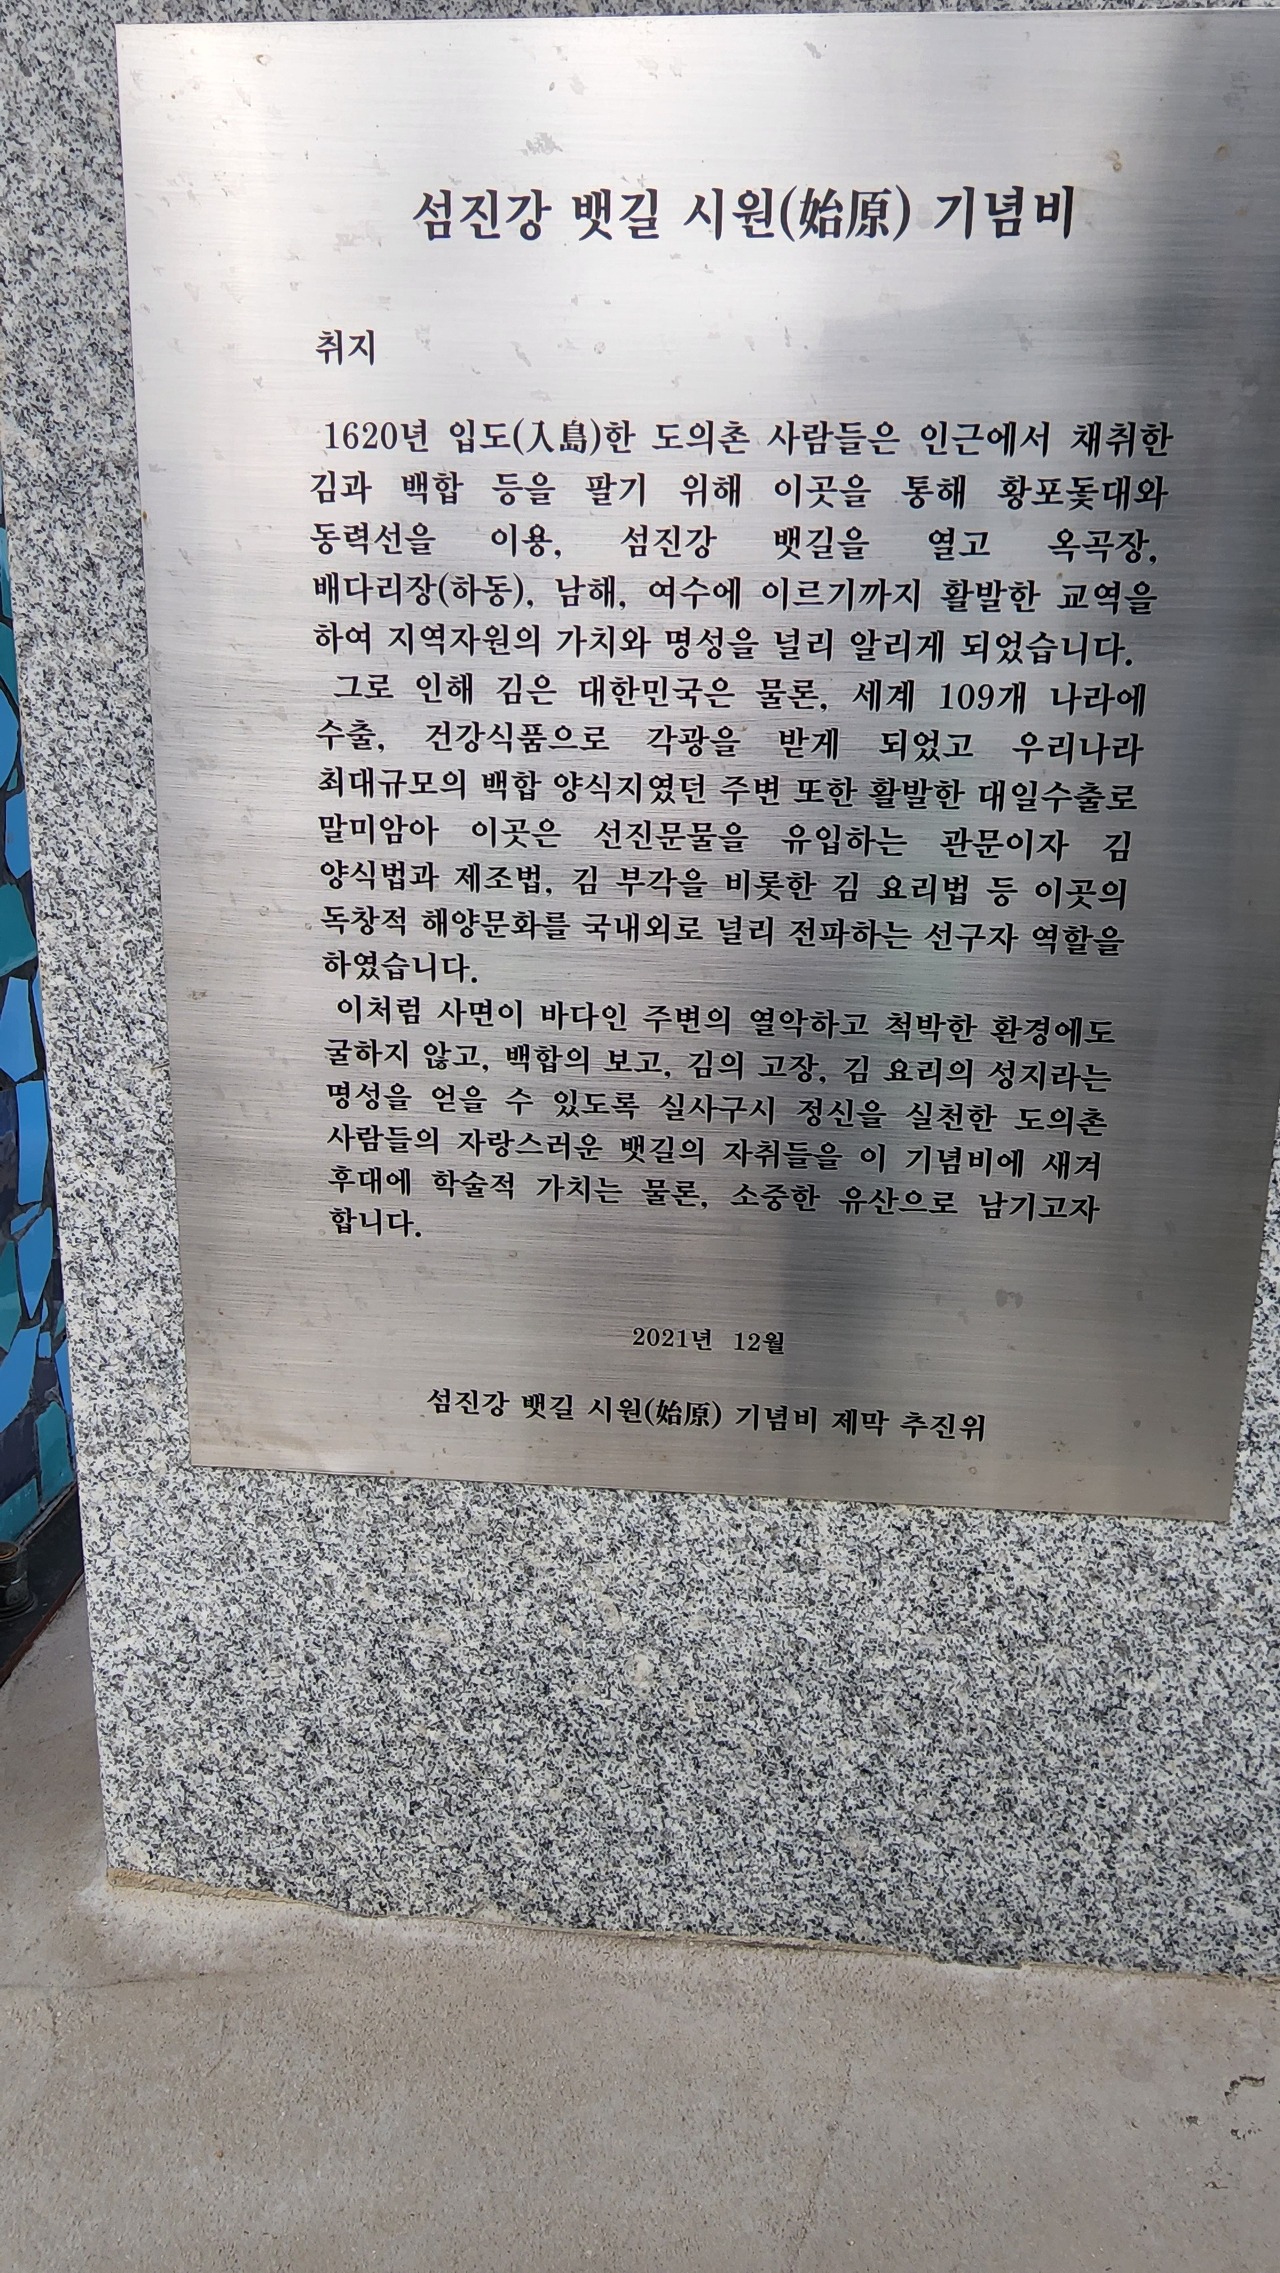 섬진강 뱃길 시원(始原) 기념비
취지
1620년 입도(入島)한 도의촌 사람들은 인근에서 채취한
김과 백합 등을 팔기 위해 이곳을 통해 황포돛대와
동력선을 이용, 섬진강 뱃길을 열고 옥곡장,
배다리장(하동), 남해, 여수에 이르기까지 활발한 교역을
하여 지역자원의 가치와 명성을 널리 알리게 되었습니다.
그로 인해 김은 대한민국은 물론, 세계 109개 나라에
수출, 건강식품으로 각광을 받게 되었고 우리나라
최대규모의 백합 양식지였던 주변 또한 활발한 대일수출로
말미암아 이곳은 선진문물을 유입하는 관문이자 김
양식법과 제조법, 김 부각을 비롯한 김 요리법 등 이곳의
독창적 해양문화를 국내외로 널리 전파하는 선구자 역할을
하였습니다.
이처럼 사면이 바다인 주변의 열악하고 척박한 환경에도
굴하지 않고, 백합의 보고, 김의 고장, 김 요리의 성지라는
명성을 얻을 수 있도록 실사구시 정신을 실천한 도의촌
사람들의 자랑스러운 뱃길의 자취들을 이 기념비에 새겨
후대에 학술적 가치는 물론, 소중한 유산으로 남기고자
합니다.
2021년 12월
섬진강 뱃길 시원(始原) 기념비 제막 추진위